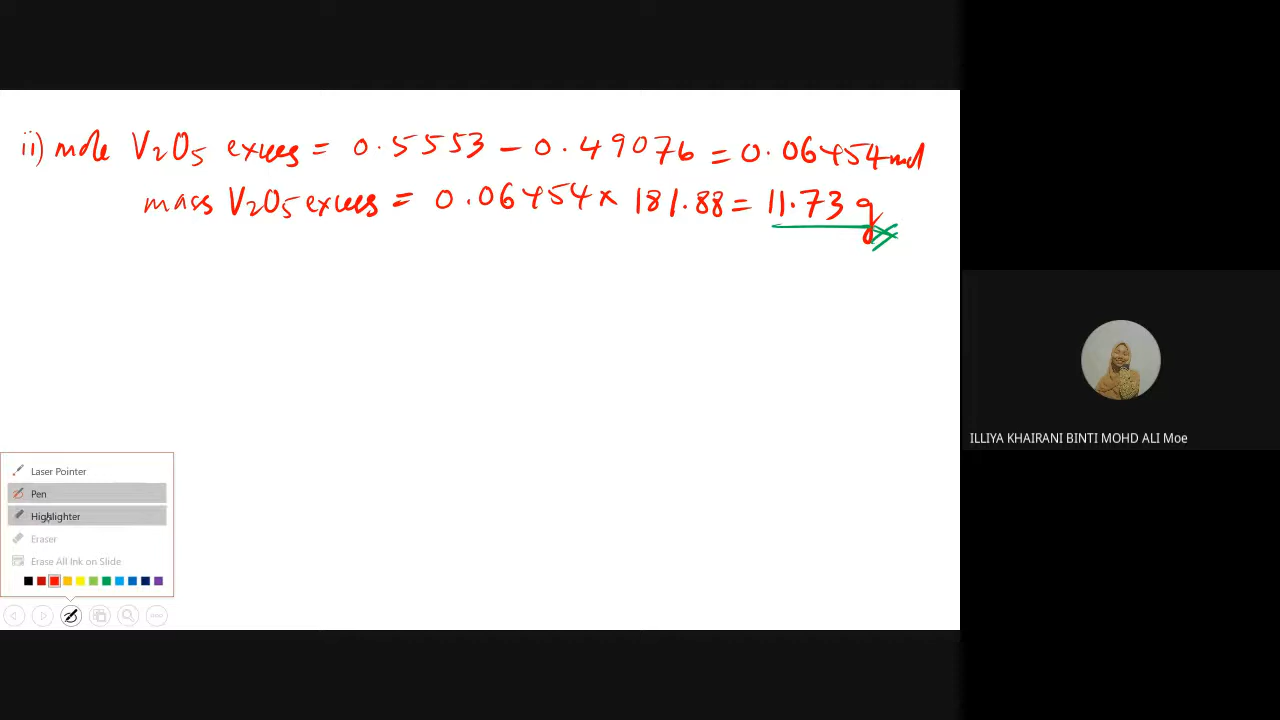 ii) mole V₂O₅ excess = 0.5553 - 0.49076 = 0.06454 mol
mass V₂O₅ excess = 0.06454 x 181.88 = 11.73 g
ILLIYA KHAIRANI BINTI MOHD ALI Moe
Laser Pointer
Pen
Highlighter
Eraser
Erase All Ink on Slide